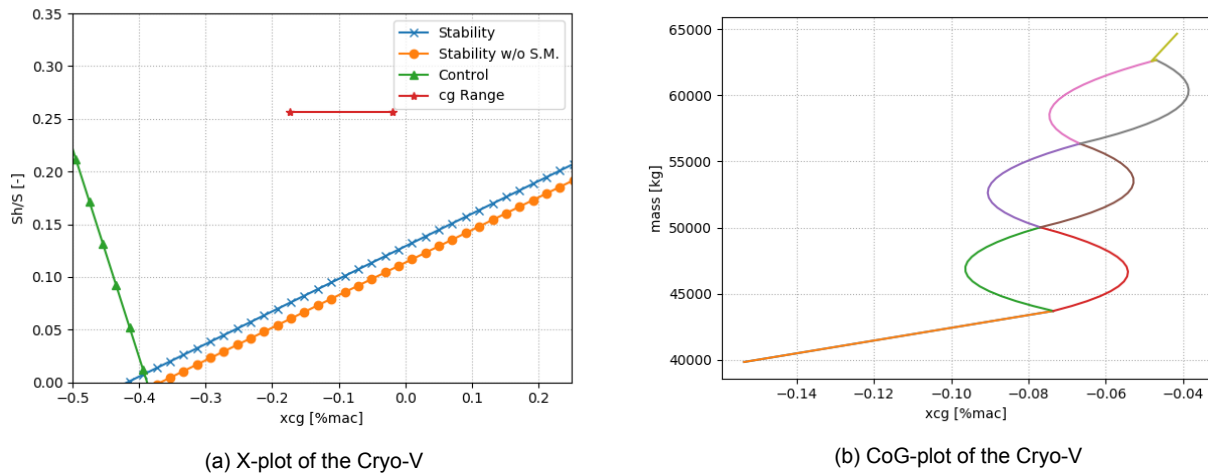 0.35
0.30
0.25
0.20
0.15
0.10
0.05
0.00
Sh/S [-]
−0.5 −0.4 −0.3 −0.2 −0.1 0.0 0.1 0.2
xcg [%mac]
Stability
Stability w/o S.M.
Control
cg Range
(a) X-plot of the Cryo-V
65000
60000
55000
50000
45000
40000
mass [kg]
−0.14 −0.12 −0.10 −0.08 −0.06 −0.04
xcg [%mac]
(b) CoG-plot of the Cryo-V